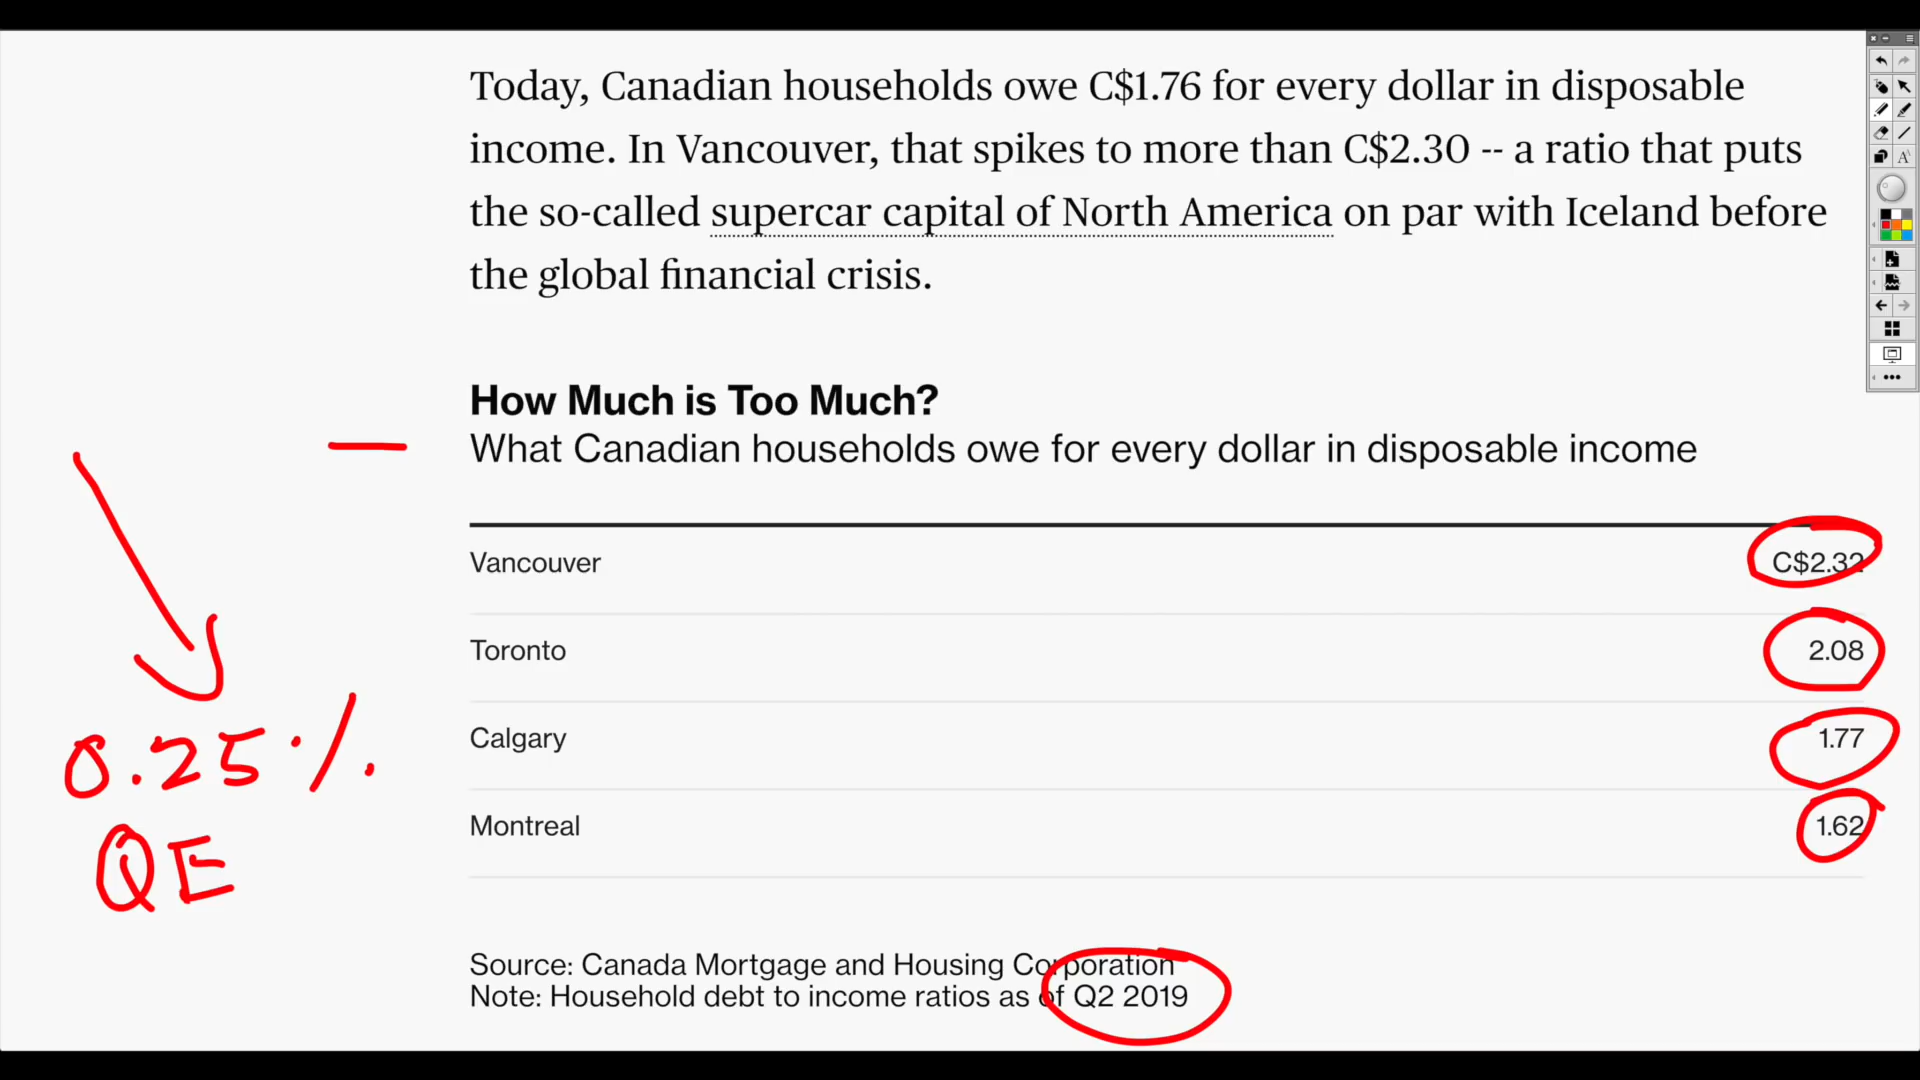 Today, Canadian households owe C$1.76 for every dollar in disposable
income. In Vancouver, that spikes to more than C$2.30 -- a ratio that puts
the so-called supercar capital of North America on par with Iceland before
the global financial crisis.
How Much is Too Much?
What Canadian households owe for every dollar in disposable income
Vancouver C$2.32
Toronto 2.08
Calgary 1.77
Montreal 1.62
0.25%
QE
Source: Canada Mortgage and Housing Corporation
Note: Household debt to income ratios as of Q2 2019